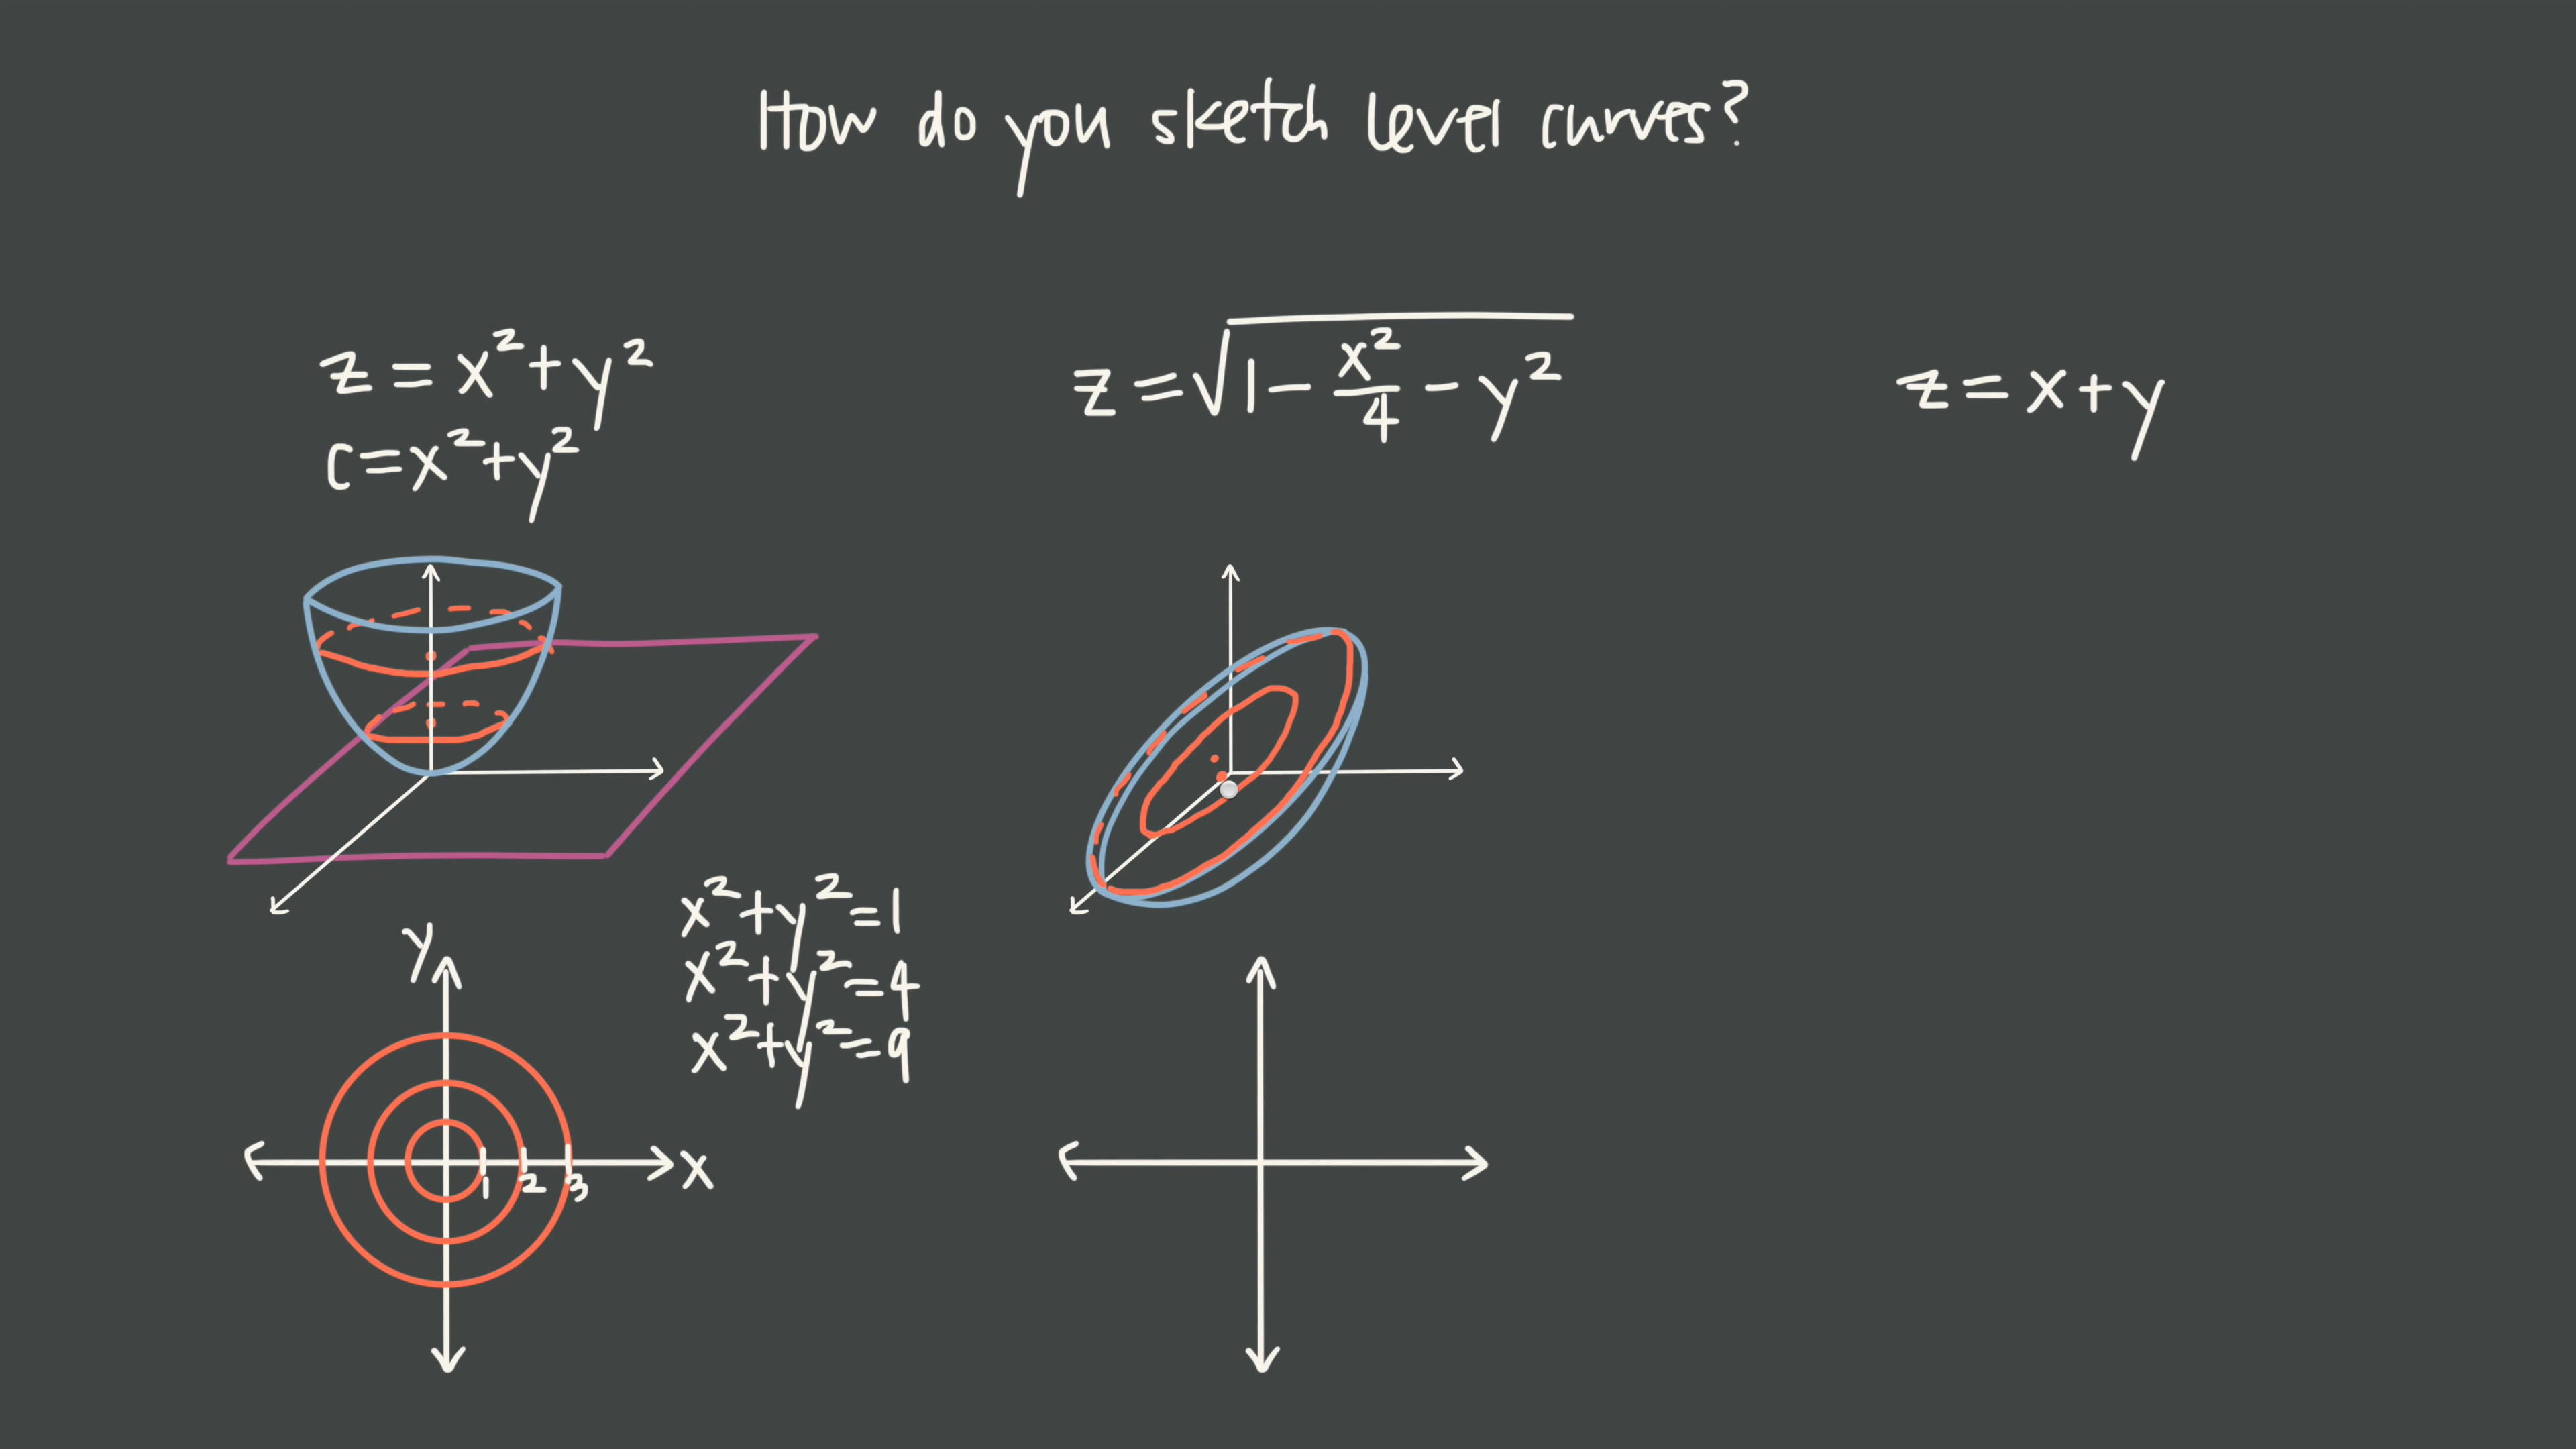 How do you sketch level curves?
z = x²+y²
c=x²+y²
z = √(1 - x²/4 - y²)
z = x+y
x²+y²=1
x²+y²=4
x²+y²=9
y
x
1 2 3